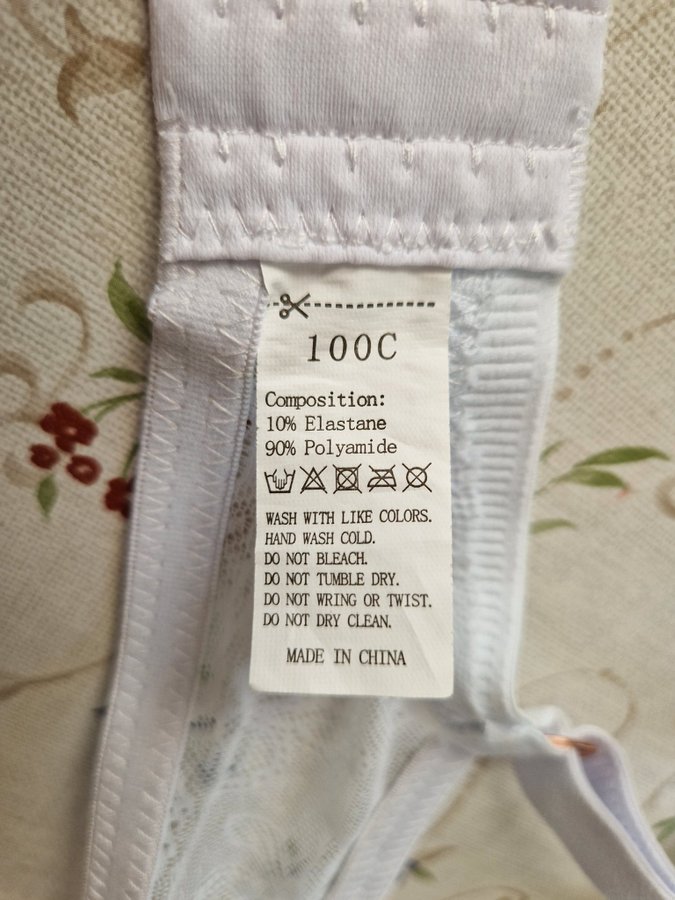 100C
Composition:
10% Elastane
90% Polyamide
WASH WITH LIKE COLORS.
HAND WASH COLD.
DO NOT BLEACH.
DO NOT TUMBLE DRY.
DO NOT WRING OR TWIST.
DO NOT DRY CLEAN.
MADE IN CHINA